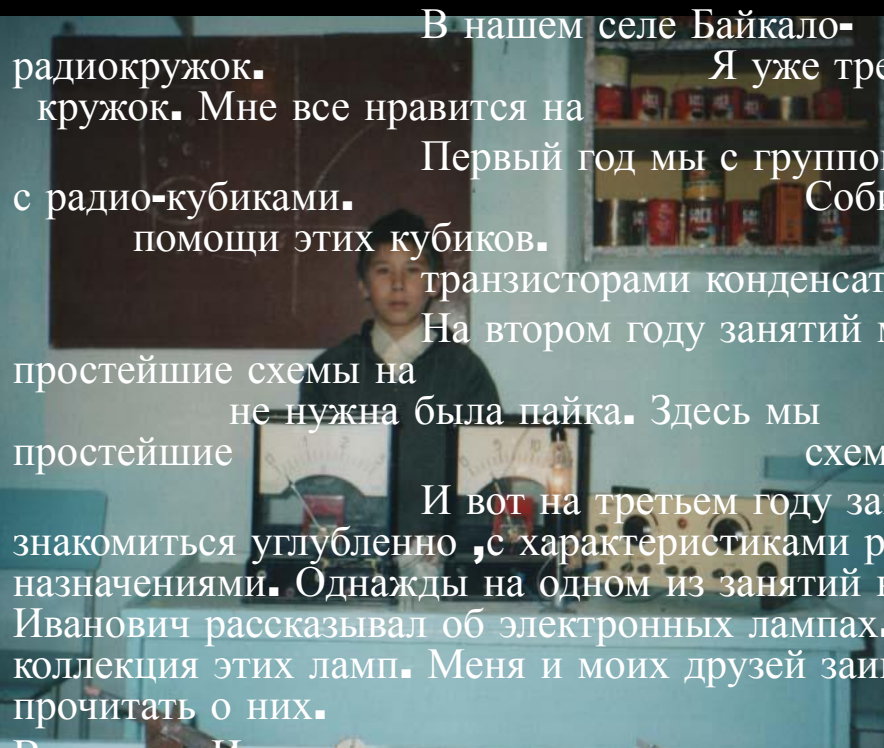 В нашем селе Байкало-
радиокружок. Я уже тре
кружок. Мне все нравится на
Первый год мы с группо
с радио-кубиками. Соби
помощи этих кубиков.
транзисторами конденсат
На втором году занятий м
простейшие схемы на
не нужна была пайка. Здесь мы
простейшие схем
И вот на третьем году за
знакомиться углубленно ,с характеристиками р
назначениями. Однажды на одном из занятий н
Иванович рассказывал об электронных лампах.
коллекция этих ламп. Меня и моих друзей заин
прочитать о них.